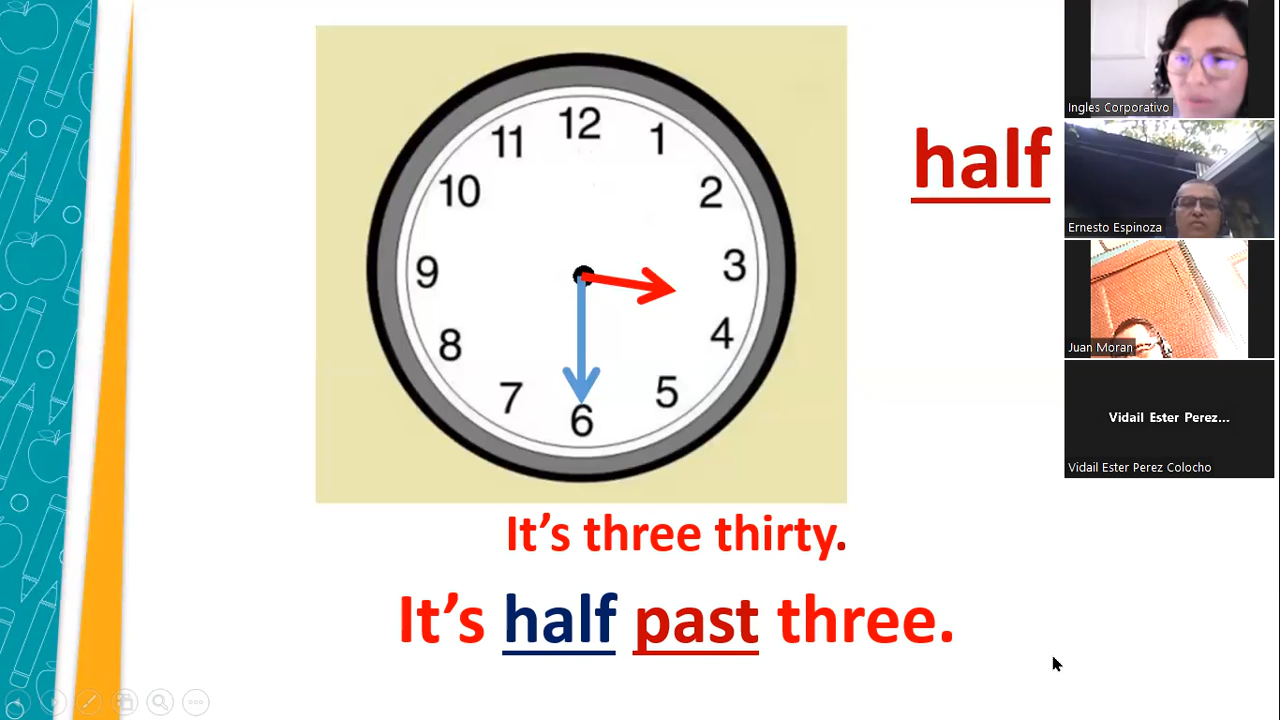 12
11
1
10
2
9
3
8
4
7
5
6
half
It's three thirty.
It's half past three.
Ingles Corporativo
Ernesto Espinoza
Juan Moran
Vidail Ester Perez...
Vidail Ester Perez Colocho